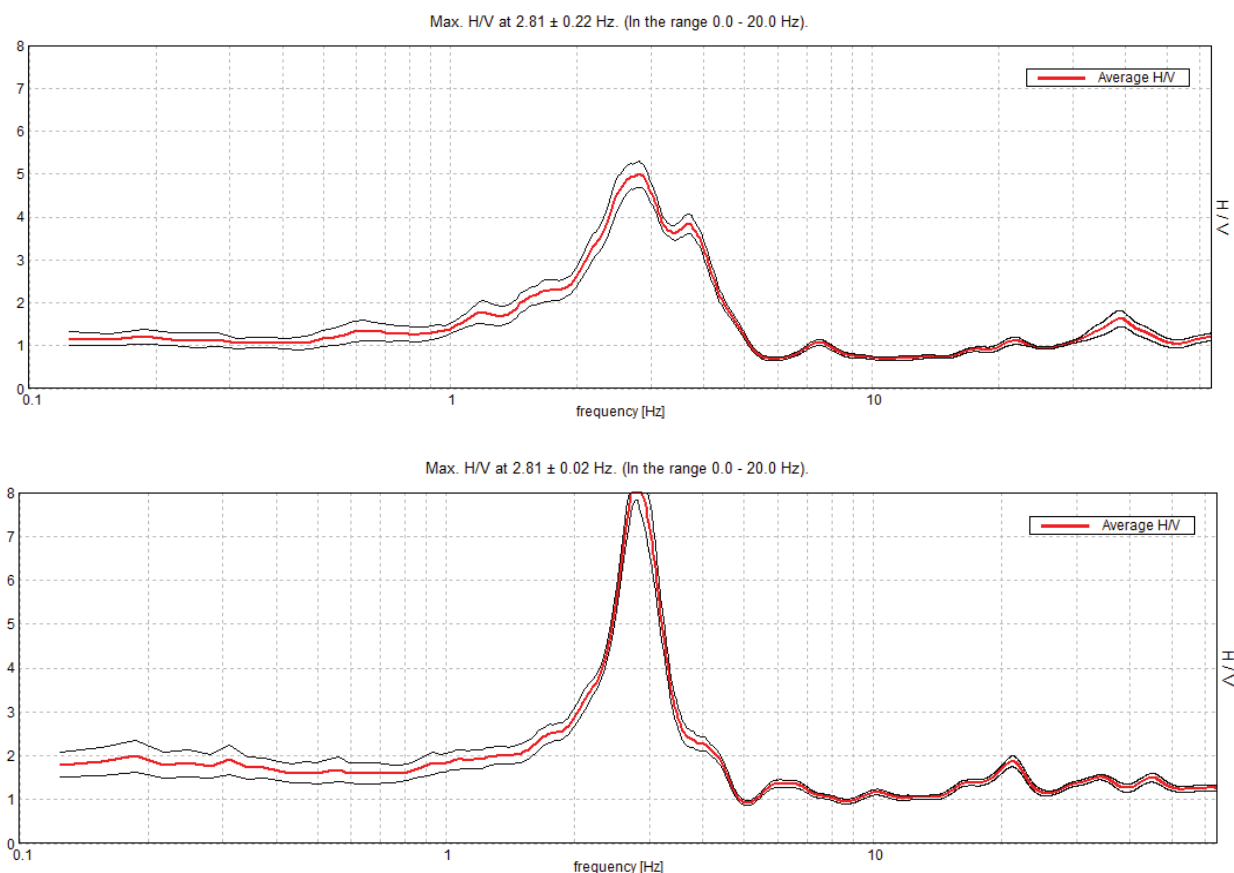 Max. H/V at 2.81 ± 0.22 Hz. (In the range 0.0 - 20.0 Hz).
8
7
6
5
4
3
2
1
0
Average H/V
H / V
0.1 1 10
frequency [Hz]
Max. H/V at 2.81 ± 0.02 Hz. (In the range 0.0 - 20.0 Hz).
8
7
6
5
4
3
2
1
0
Average H/V
H / V
0.1 1 10
frequency [Hz]